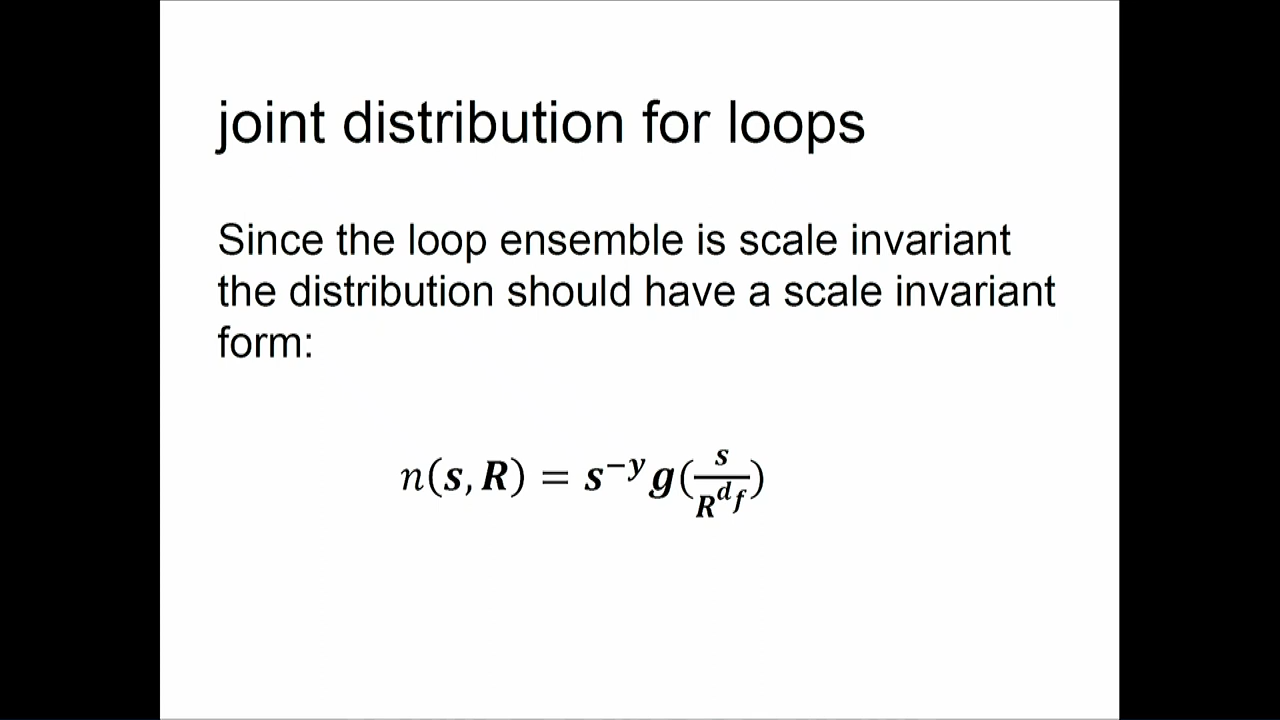 joint distribution for loops
Since the loop ensemble is scale invariant
the distribution should have a scale invariant
form:
n(s, R) = s^{-y} g(\frac{s}{R^{d_f}})